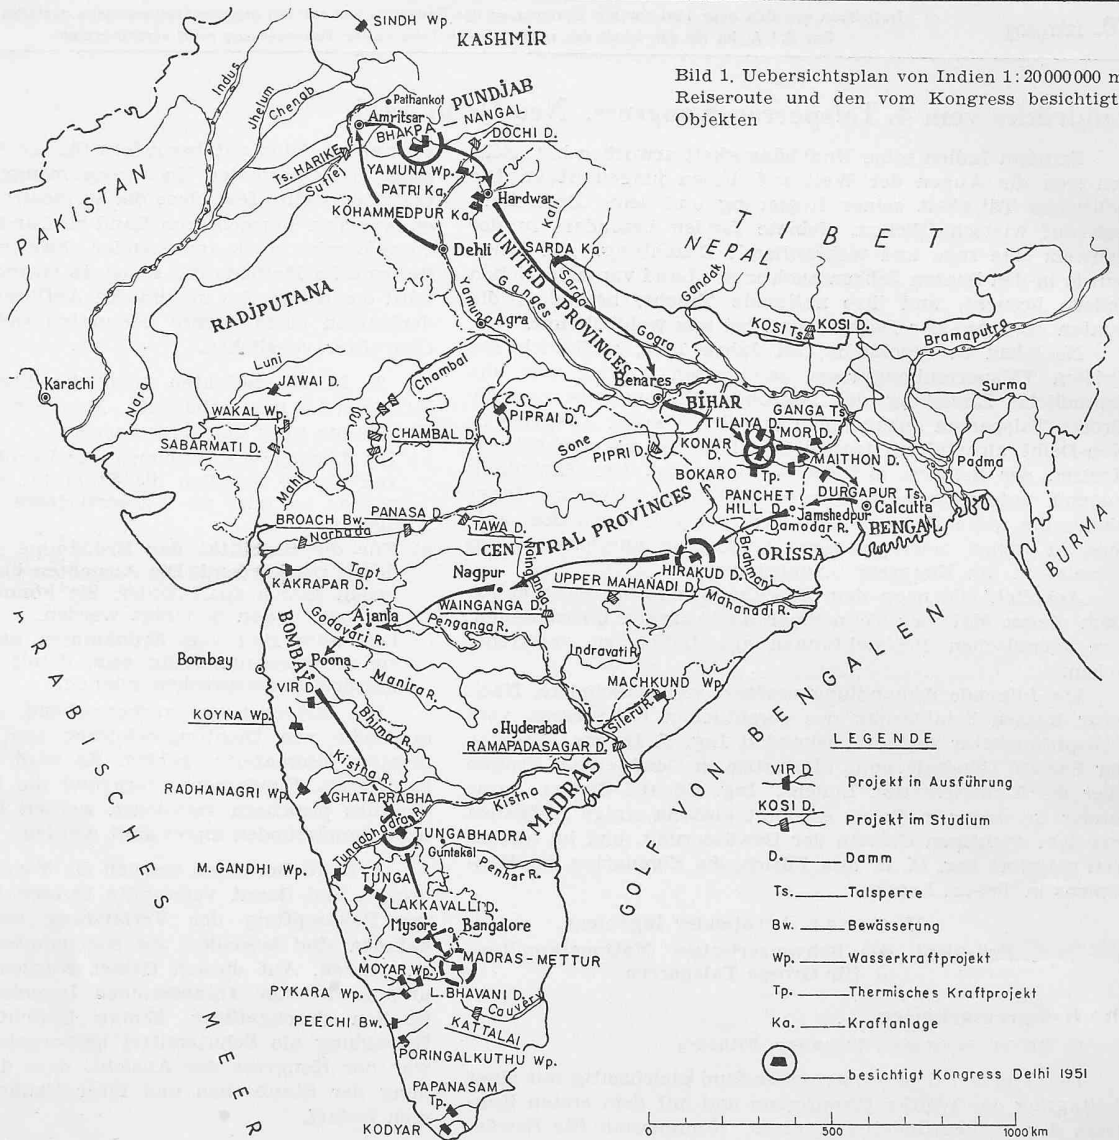 SINDH Wp.
KASHMIR
Bild 1. Uebersichtsplan von Indien 1:20000000 m
Reiseroute und den vom Kongress besichtigt
Objekten
Indus
Jhelum
Chenab
Pathankot
PUNDJAB
NANGAL
Amritsar
BHAKRA
DOCHI D.
Ts. HARIKE
Sutlej
YAMUNA Wp.
PATRI Ka.
Hardwar
KOHAMMEDPUR Ka.
PAKISTAN
Kari
TIBET
NEPAL
Dehli
SARDA Ka.
UNITED PROVINCES
Ganges
Sarda
Gandak
RADJPUTANA
Yamuna
Agra
KOSI Ts.
KOSI D.
Bramaputra
Gogra
Luni
Chambal
Karachi
Nara
JAWAI D.
Benares
BIHAR
Surma
WAKAL Wp.
PIPRAI D.
GANGA Ts.
TILAIYA D.
MOR D.
SABARMATI D.
CHAMBAL D.
Sone
PIPRI D.
KONAR D.
MAITHON D.
Padma
BOKARO Tp.
Mahi
DURGAPUR Ts.
PANCHET HILL D.
Calcutta
PANASA D.
Jamshedpur
BROACH Bw.
Narbada
TAWA D.
CENTRAL PROVINCES
Damodar R.
BENGAL
BURMA
Tapt
ORISSA
Brahmani
KAKRAPAR D.
Nagpur
Wainganga
HIRAKUD D.
UPPER MAHANADI D.
Mahanadi R.
WAINGANGA D.
Ajanta
Godavari R.
Penganga R.
BOMBAY
Bombay
Poona
Indravati R.
Manira R.
MACHKUND Wp.
VIR D.
Sileru R.
KOYNA Wp.
Bhima R.
Hyderabad
RAMAPADASAGAR D.
Kistna R.
RADHANAGRI Wp.
GHATAPRABHA
Kistna
MADRAS
Tungabhadra R.
TUNGABHADRA
Guntakal
M. GANDHI Wp.
Penhar R.
TUNGA
LAKKAVALLI D.
Mysore
Bangalore
MADRAS-METTUR
MOYAR Wp.
PYKARA Wp.
L. BHAVANI D.
Cauvery
PEECHI Bw.
KATTALAI
PORINGALKUTHU Wp.
PAPANASAM
Tp.
KODYAR
ARABISCHES MEER
GOLF VON BENGALEN
LEGENDE
VIR D. Projekt in Ausführung
KOSI D. Projekt im Studium
D. Damm
Ts. Talsperre
Bw. Bewässerung
Wp. Wasserkraftprojekt
Tp. Thermisches Kraftprojekt
Ka. Kraftanlage
besichtigt Kongress Delhi 1951
0 500 1000 km